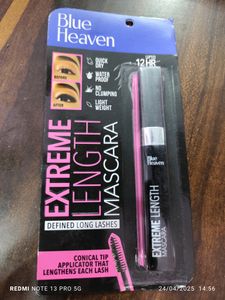 Blue
Heaven
BEFORE
AFTER
QUICK
DRY
WATER
PROOF
NO
CLUMPING
LIGHT
WEIGHT
12HR
EXTREME
LENGTH
MASCARA
DEFINED LONG LASHES
CONICAL TIP
APPLICATOR THAT
LENGTHENS EACH LASH
Blue
Heaven
EXTREME LENGTH
MASCARA
REDMI NOTE 13 PRO 5G
24/04/2025 14:56